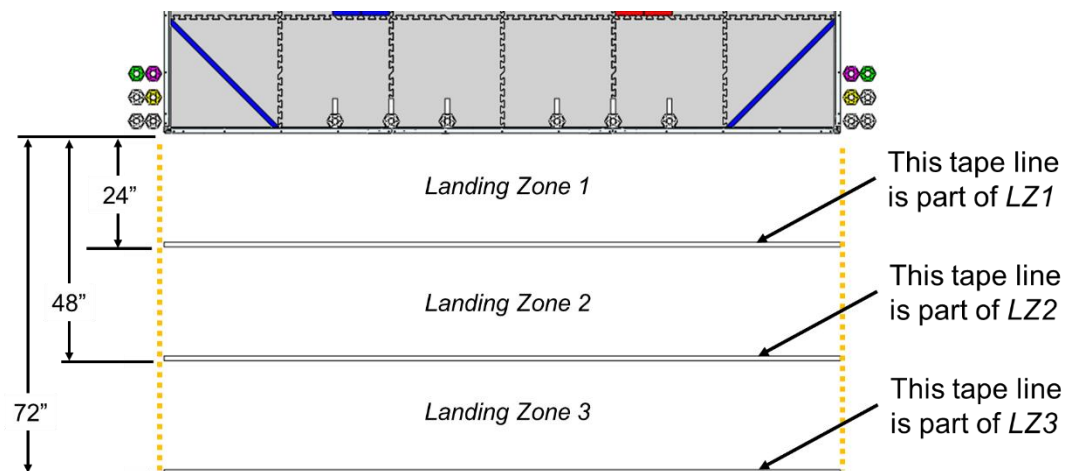 Landing Zone 1
This tape line
is part of LZ1
24”
Landing Zone 2
This tape line
is part of LZ2
48”
Landing Zone 3
This tape line
is part of LZ3
72”